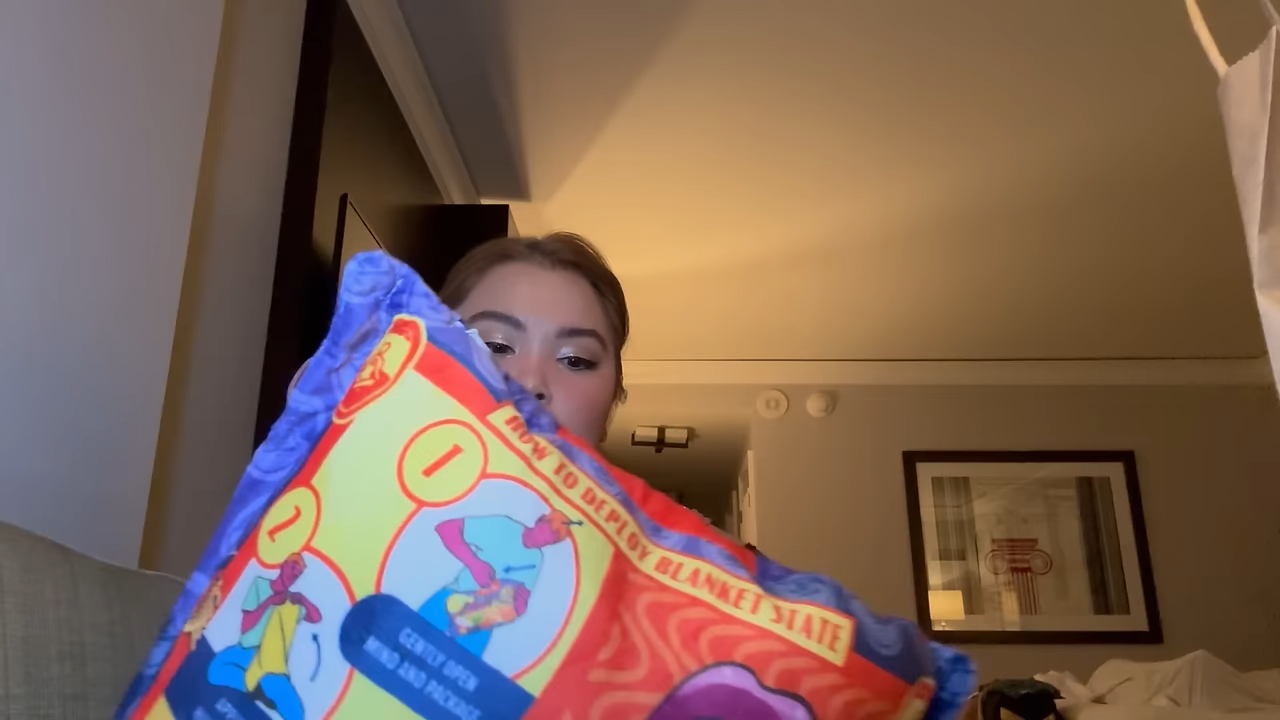 HOW TO DEPLOY BLANKET STATE
1
GENTLY OPEN
MIND AND PACKAGE
2